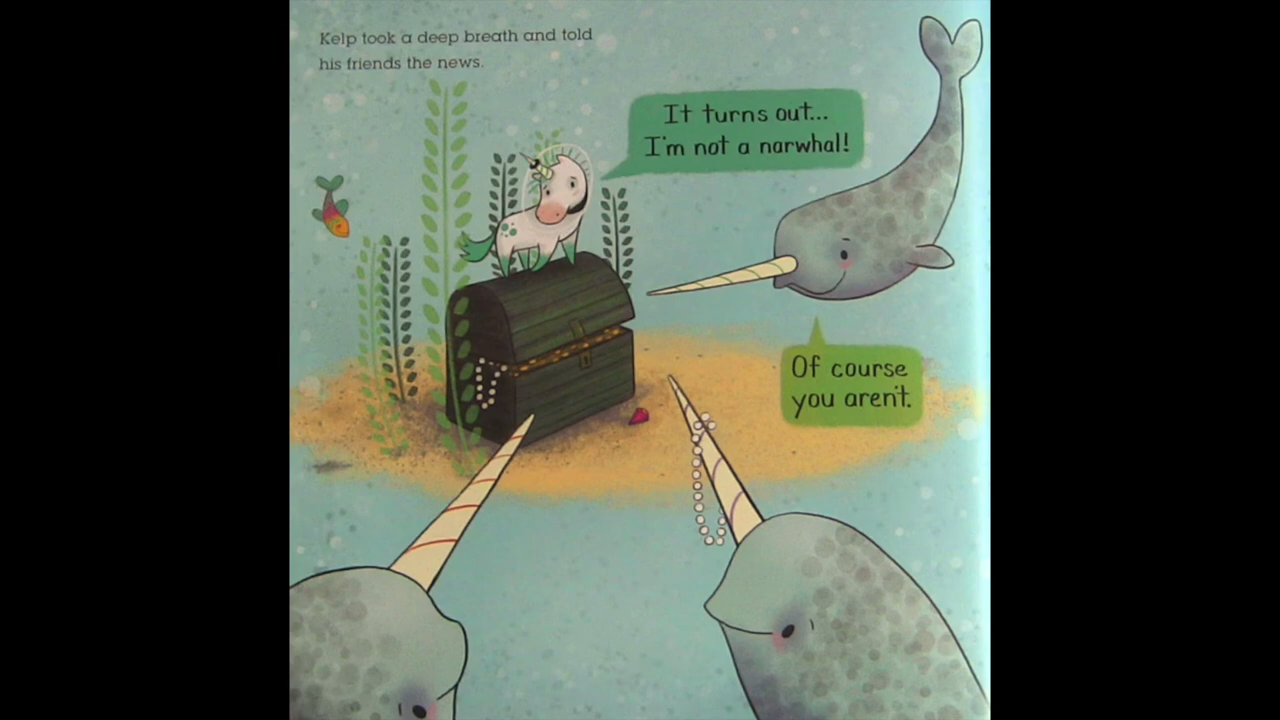 Kelp took a deep breath and told
his friends the news.
It turns out...
I'm not a narwhal!
Of course
you aren't.